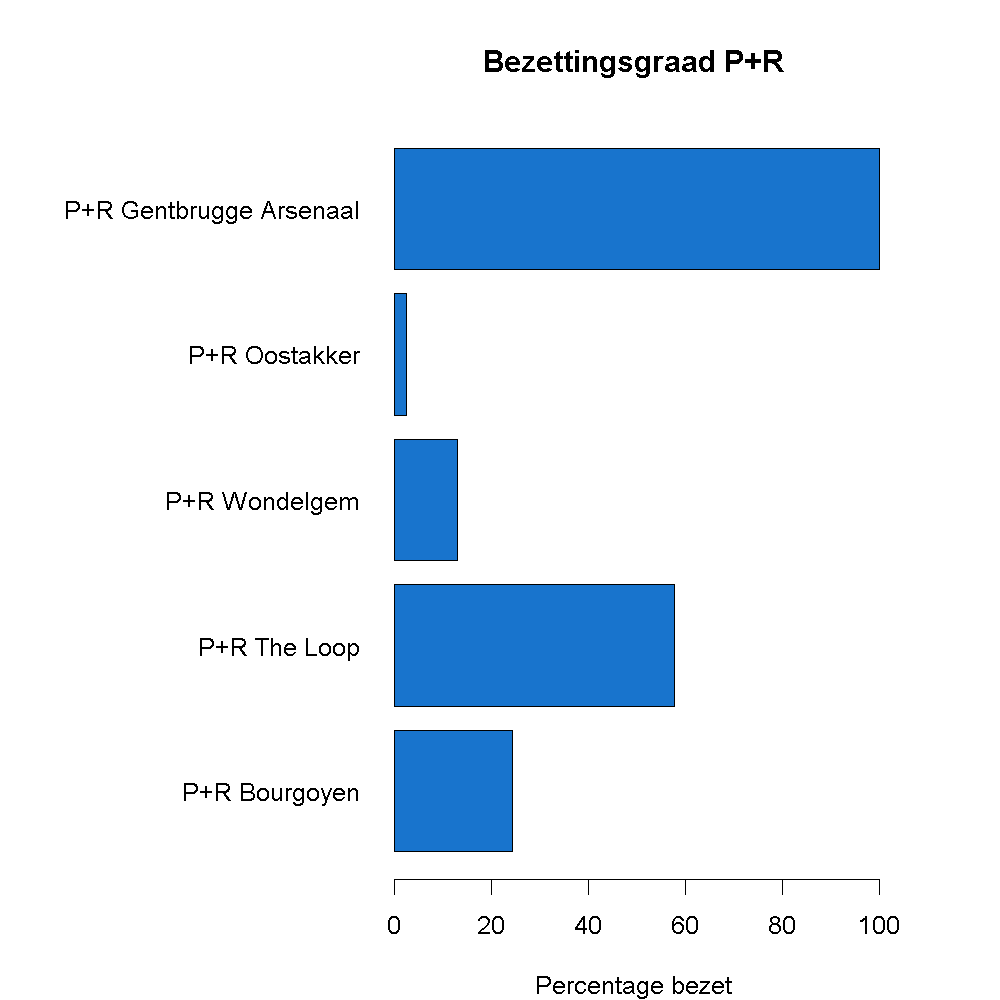 Bezettingsgraad P+R
P+R Gentbrugge Arsenaal
P+R Oostakker
P+R Wondelgem
P+R The Loop
P+R Bourgoyen
0 20 40 60 80 100
Percentage bezet